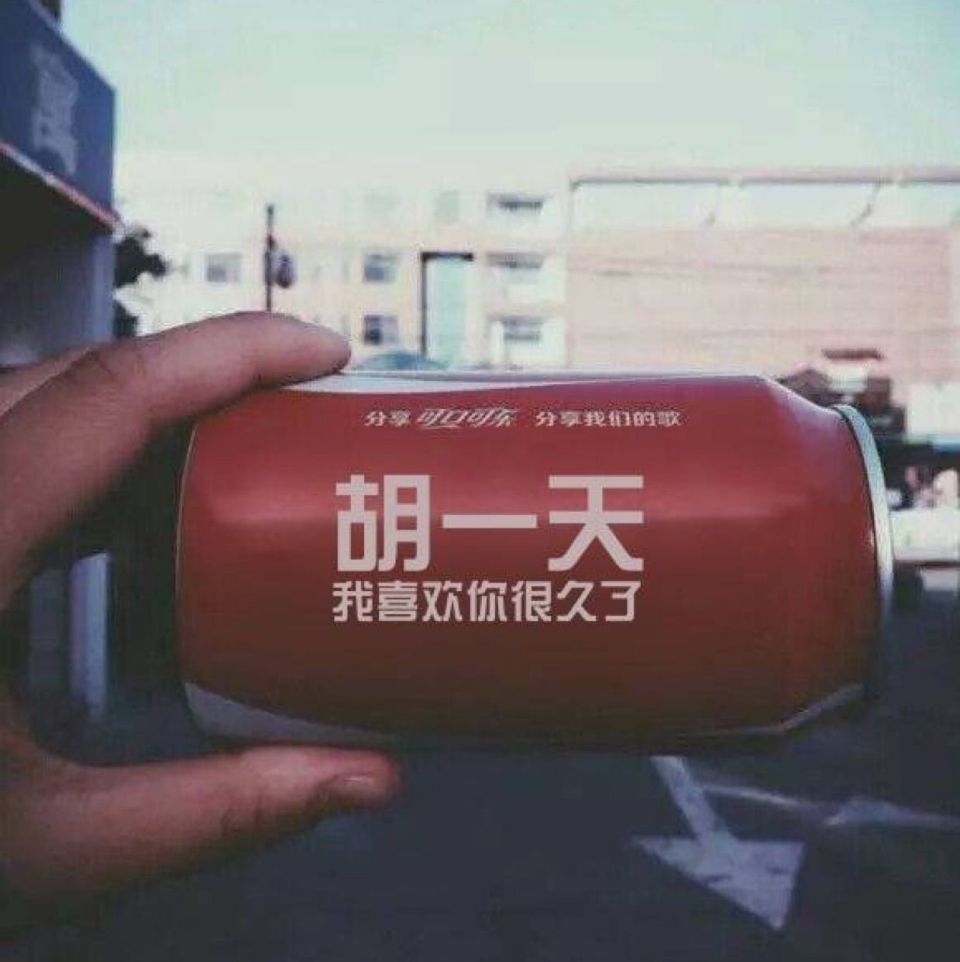 分享 可口可乐 分享我们的歌
胡一天
我喜欢你很久了